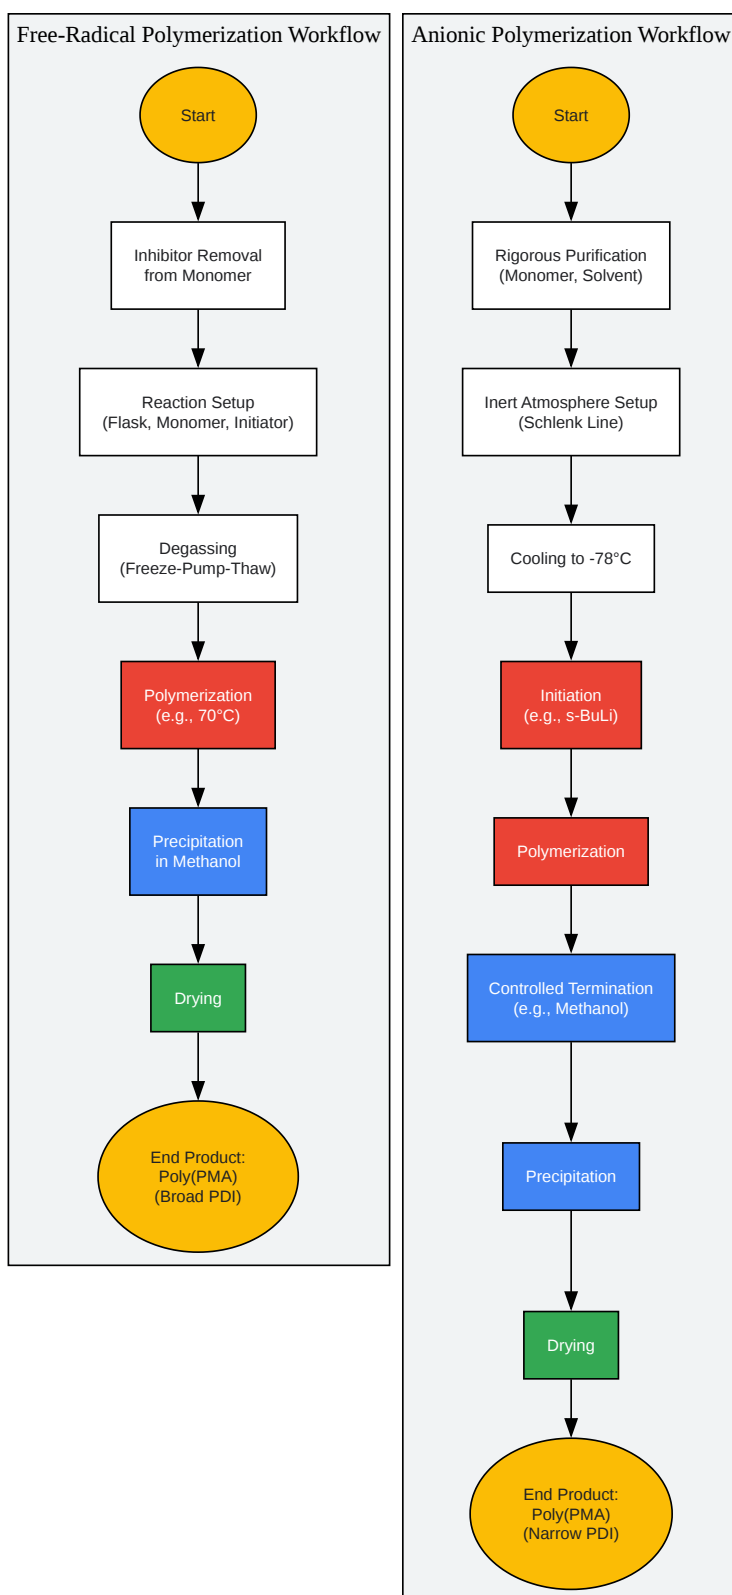 Free-Radical Polymerization Workflow
Start
Inhibitor Removal
from Monomer
Reaction Setup
(Flask, Monomer, Initiator)
Degassing
(Freeze-Pump-Thaw)
Polymerization
(e.g., 70°C)
Precipitation
in Methanol
Drying
End Product:
Poly(PMA)
(Broad PDI)
Anionic Polymerization Workflow
Start
Rigorous Purification
(Monomer, Solvent)
Inert Atmosphere Setup
(Schlenk Line)
Cooling to -78°C
Initiation
(e.g., s-BuLi)
Polymerization
Controlled Termination
(e.g., Methanol)
Precipitation
Drying
End Product:
Poly(PMA)
(Narrow PDI)